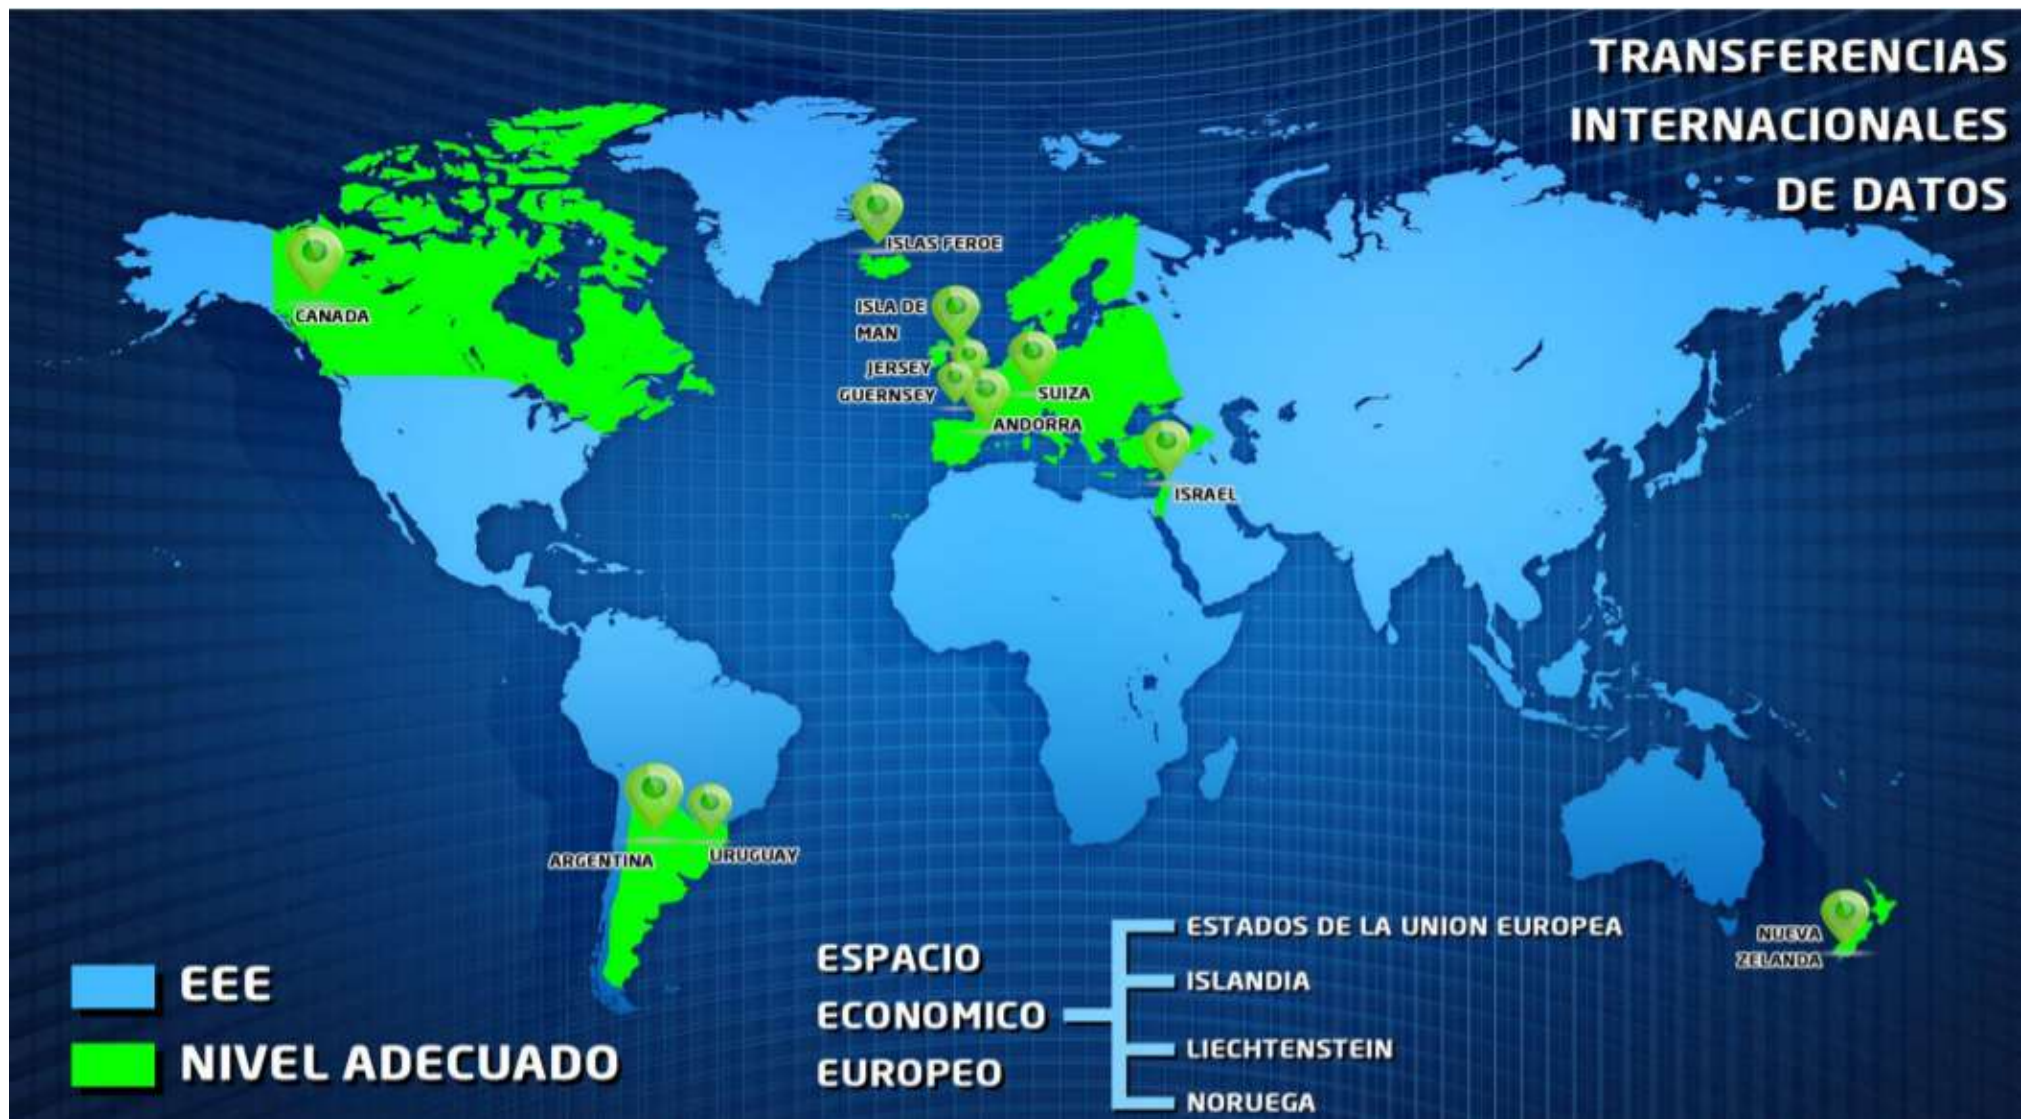 TRANSFERENCIAS
INTERNACIONALES
DE DATOS
ISLAS FEROE
CANADA
ISLA DE
MAN
JERSEY
GUERNSEY
SUIZA
ANDORRA
ISRAEL
ARGENTINA
URUGUAY
NUEVA
ZELANDA
EEE
NIVEL ADECUADO
ESPACIO
ECONOMICO
EUROPEO
ESTADOS DE LA UNION EUROPEA
ISLANDIA
LIECHTENSTEIN
NORUEGA